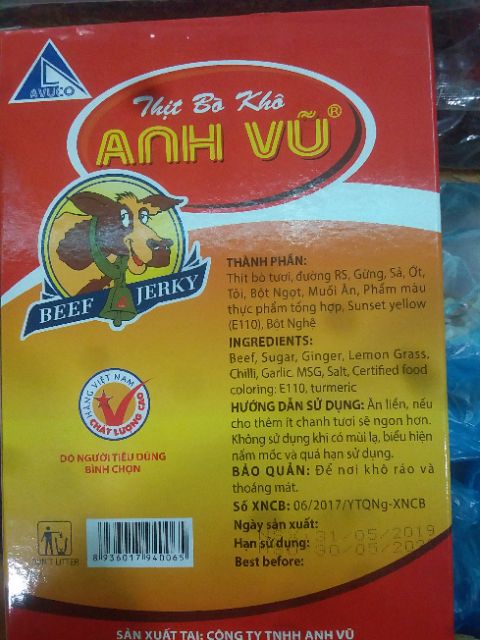 AVUCO
Thịt Bò Khô
ANH VŨ®
BEEF JERKY
HÀNG VIỆT NAM
CHẤT LƯỢNG CAO
DO NGƯỜI TIÊU DÙNG
BÌNH CHỌN
THÀNH PHẦN:
Thịt bò tươi, đường RS, Gừng, Sả, Ớt,
Tỏi, Bột Ngọt, Muối Ăn, Phẩm màu
thực phẩm tổng hợp, Sunset yellow
(E110), Bột Nghệ
INGREDIENTS:
Beef, Sugar, Ginger, Lemon Grass,
Chilli, Garlic. MSG, Salt, Certified food
coloring: E110, turmeric
HƯỚNG DẪN SỬ DỤNG: Ăn liền, nếu
cho thêm ít chanh tươi sẽ ngon hơn.
Không sử dụng khi có mùi lạ, biểu hiện
nấm mốc và quá hạn sử dụng.
BẢO QUẢN: Để nơi khô ráo và
thoáng mát.
Số XNCB: 06/2017/YTQNg-XNCB
Ngày sản xuất:
31/05/2019
Hạn sử dụng:
30/05/
Best before:
LITTER
8 936017 940065
SẢN XUẤT TẠI: CÔNG TY TNHH ANH VŨ